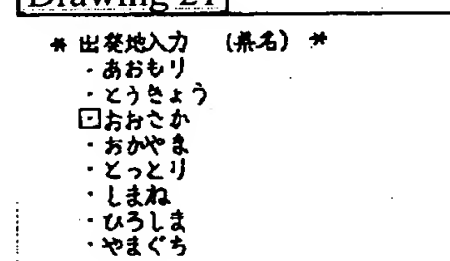 Drawing 21
* 出発地入力 (県名) *
・あおもり
・とうきょう
・おおさか
・おかやま
・とっとり
・しまね
・ひろしま
・やまぐち